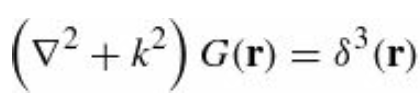 (∇² + k²) G(𝐫) = δ³(𝐫)